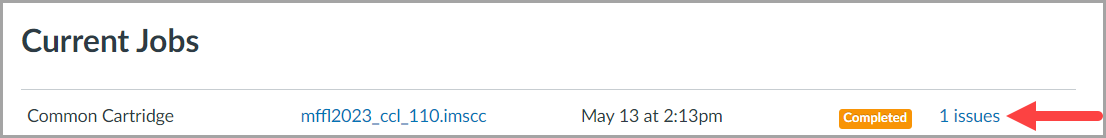 Current Jobs
Common Cartridge mffl2023_ccl_110.imscc May 13 at 2:13pm Completed 1 issues